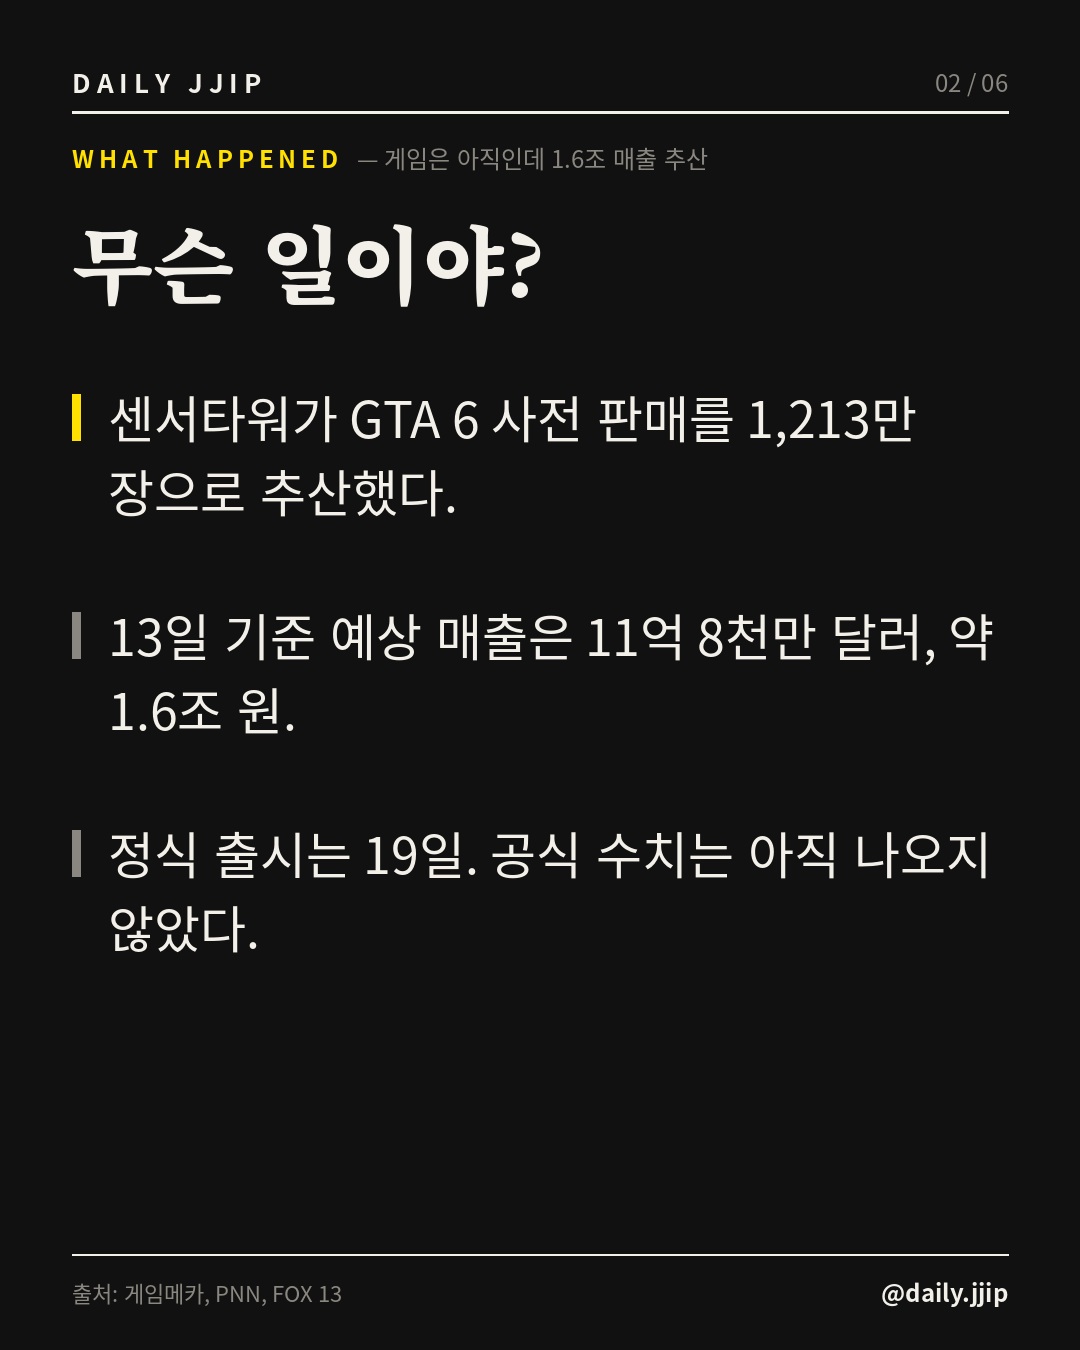 DAILY JJIP
02 / 06
WHAT HAPPENED — 게임은 아직인데 1.6조 매출 추산
무슨 일이야?
센서타워가 GTA 6 사전 판매를 1,213만
장으로 추산했다.
13일 기준 예상 매출은 11억 8천만 달러, 약
1.6조 원.
정식 출시는 19일. 공식 수치는 아직 나오지
않았다.
출처: 게임메카, PNN, FOX 13
@daily.jjip